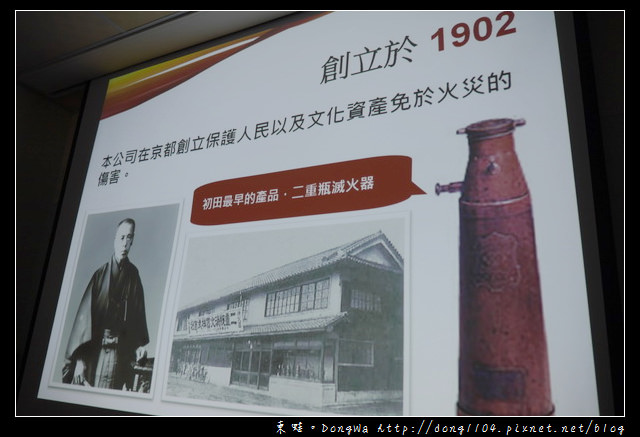 創立於 1902
本公司在京都創立保護人民以及文化資產免於火災的
傷害。
初田最早的產品．二重瓶滅火器
東畦。DongWa http://dong1104.pixnet.net/blog